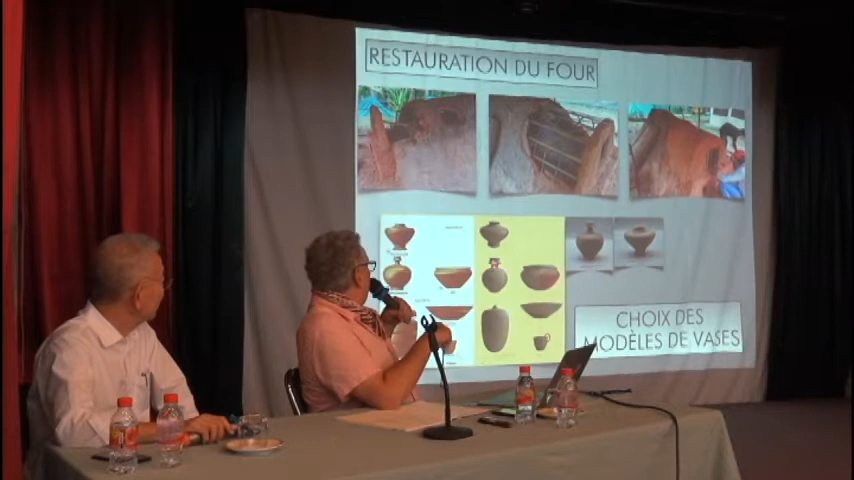 RESTAURATION DU FOUR
CHOIX DES
MODÈLES DE VASES